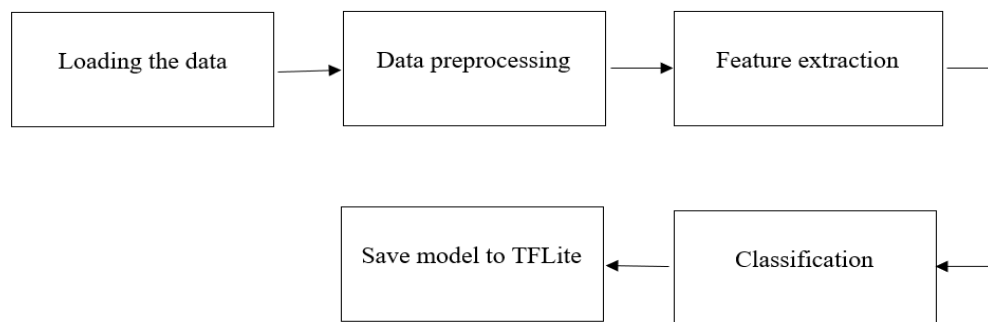 Loading the data
Data preprocessing
Feature extraction
Save model to TFLite
Classification